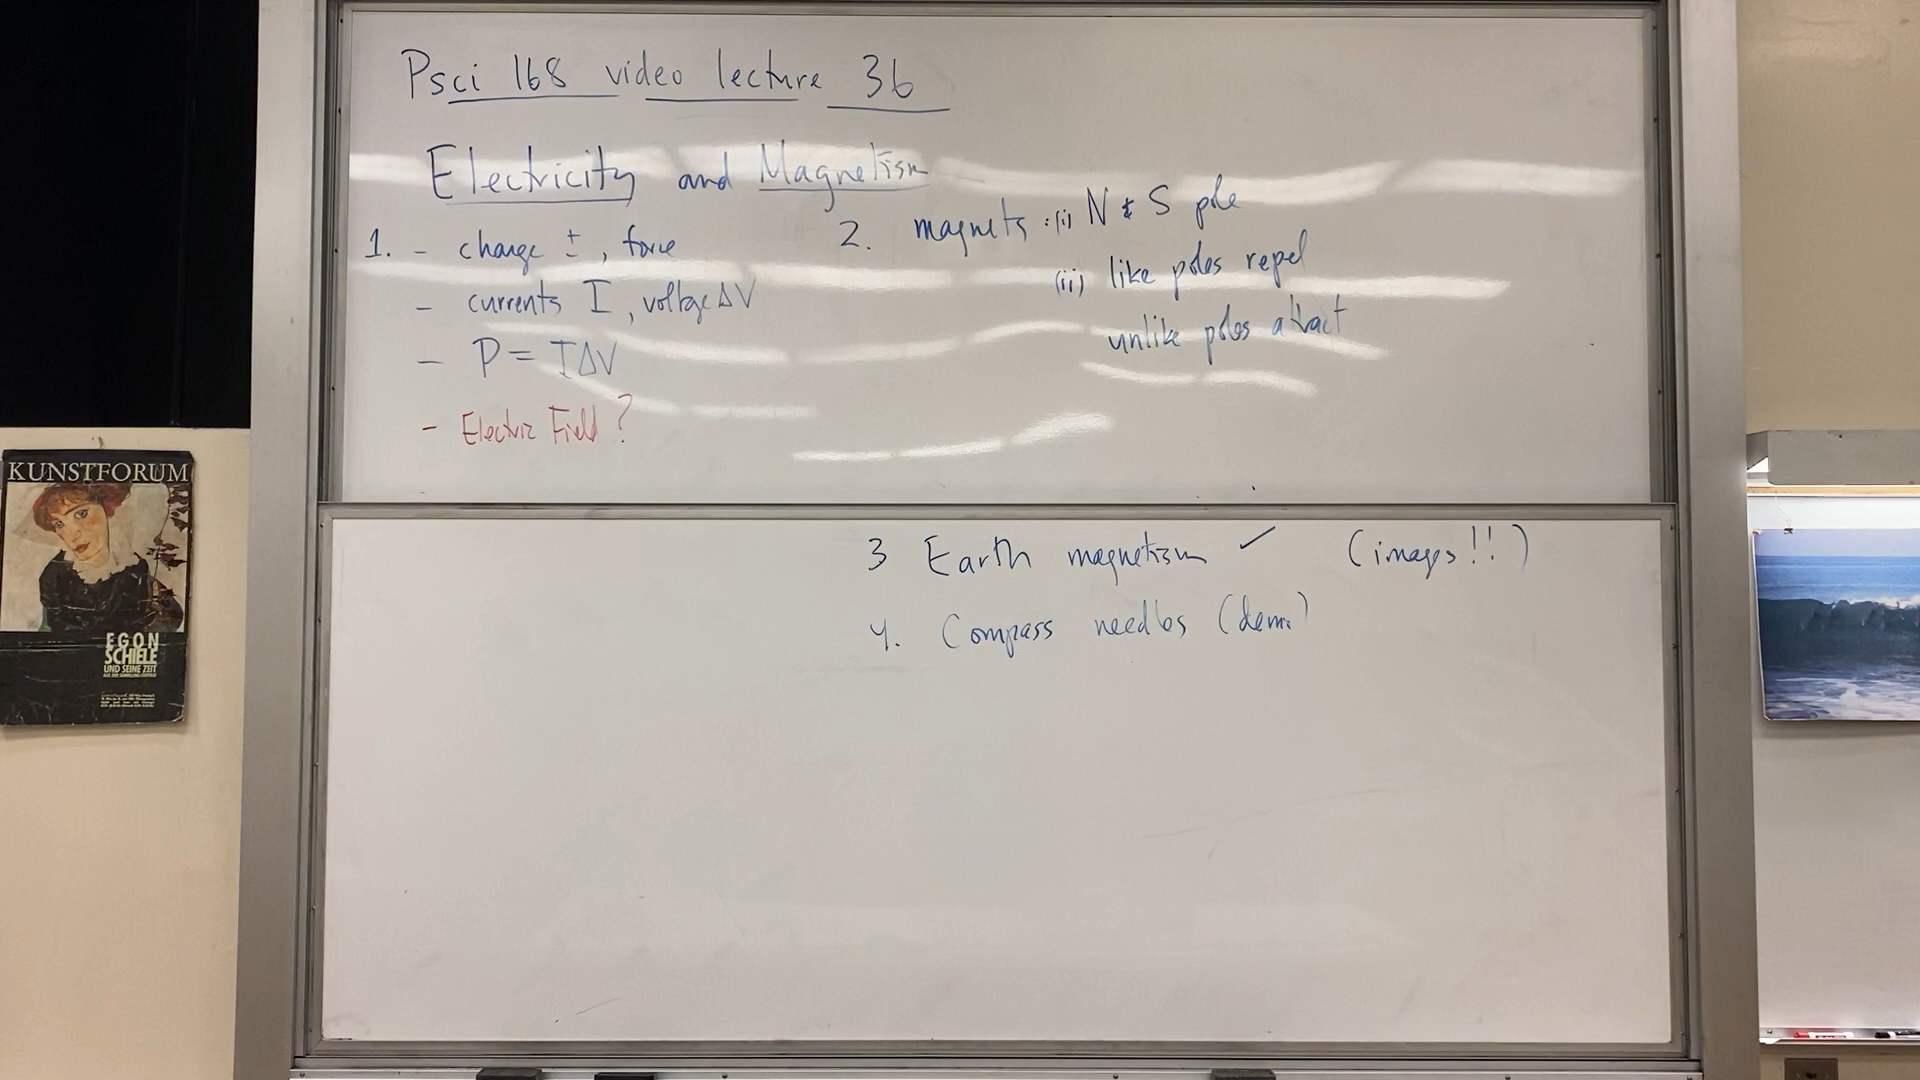 Psci 168 video lecture 36
Electricity and Magnetism
1. - charge ±, force
- currents I, voltage ΔV
- P = IΔV
- Electric Field?
2. magnets: (i) N & S pole
(ii) like poles repel
unlike poles attract
3 Earth magnetism ✓ (images!!)
4. Compass needles (demo)
KUNSTFORUM
EGON
SCHIELE
UND SEINE ZEIT